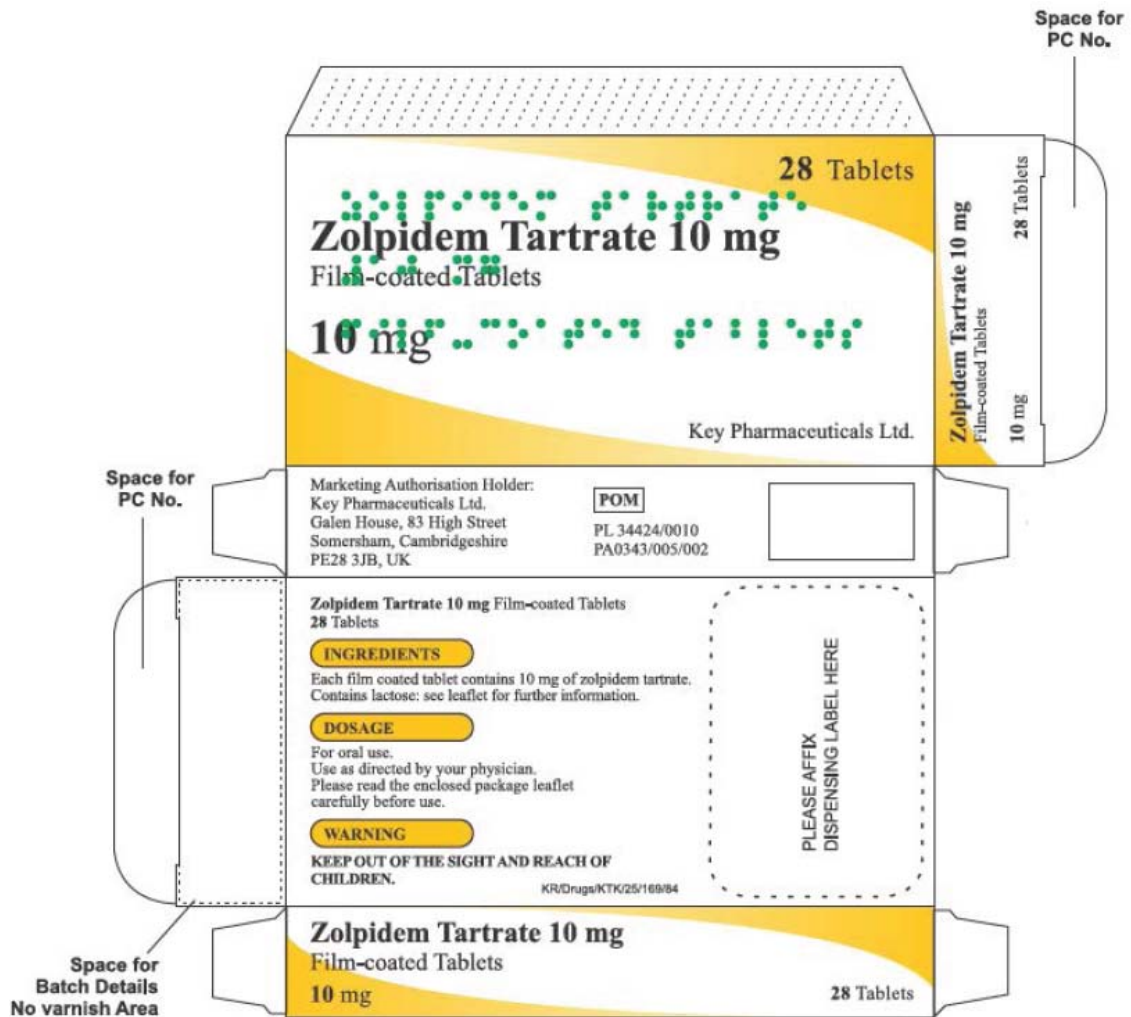 Space for
PC No.
28 Tablets
Zolpidem Tartrate 10 mg
Film-coated Tablets
10 mg
Key Pharmaceuticals Ltd.
Zolpidem Tartrate 10 mg
Film-coated Tablets
10 mg
28 Tablets
Space for
PC No.
Marketing Authorisation Holder:
Key Pharmaceuticals Ltd.
Galen House, 83 High Street
Somersham, Cambridgeshire
PE28 3JB, UK
POM
PL 34424/0010
PA0343/005/002
Zolpidem Tartrate 10 mg Film-coated Tablets
28 Tablets
INGREDIENTS
Each film coated tablet contains 10 mg of zolpidem tartrate.
Contains lactose: see leaflet for further information.
DOSAGE
For oral use.
Use as directed by your physician.
Please read the enclosed package leaflet
carefully before use.
WARNING
KEEP OUT OF THE SIGHT AND REACH OF
CHILDREN.
KR/Drugs/KTK/25/169/84
PLEASE AFFIX
DISPENSING LABEL HERE
Space for
Batch Details
No varnish Area
Zolpidem Tartrate 10 mg
Film-coated Tablets
10 mg
28 Tablets